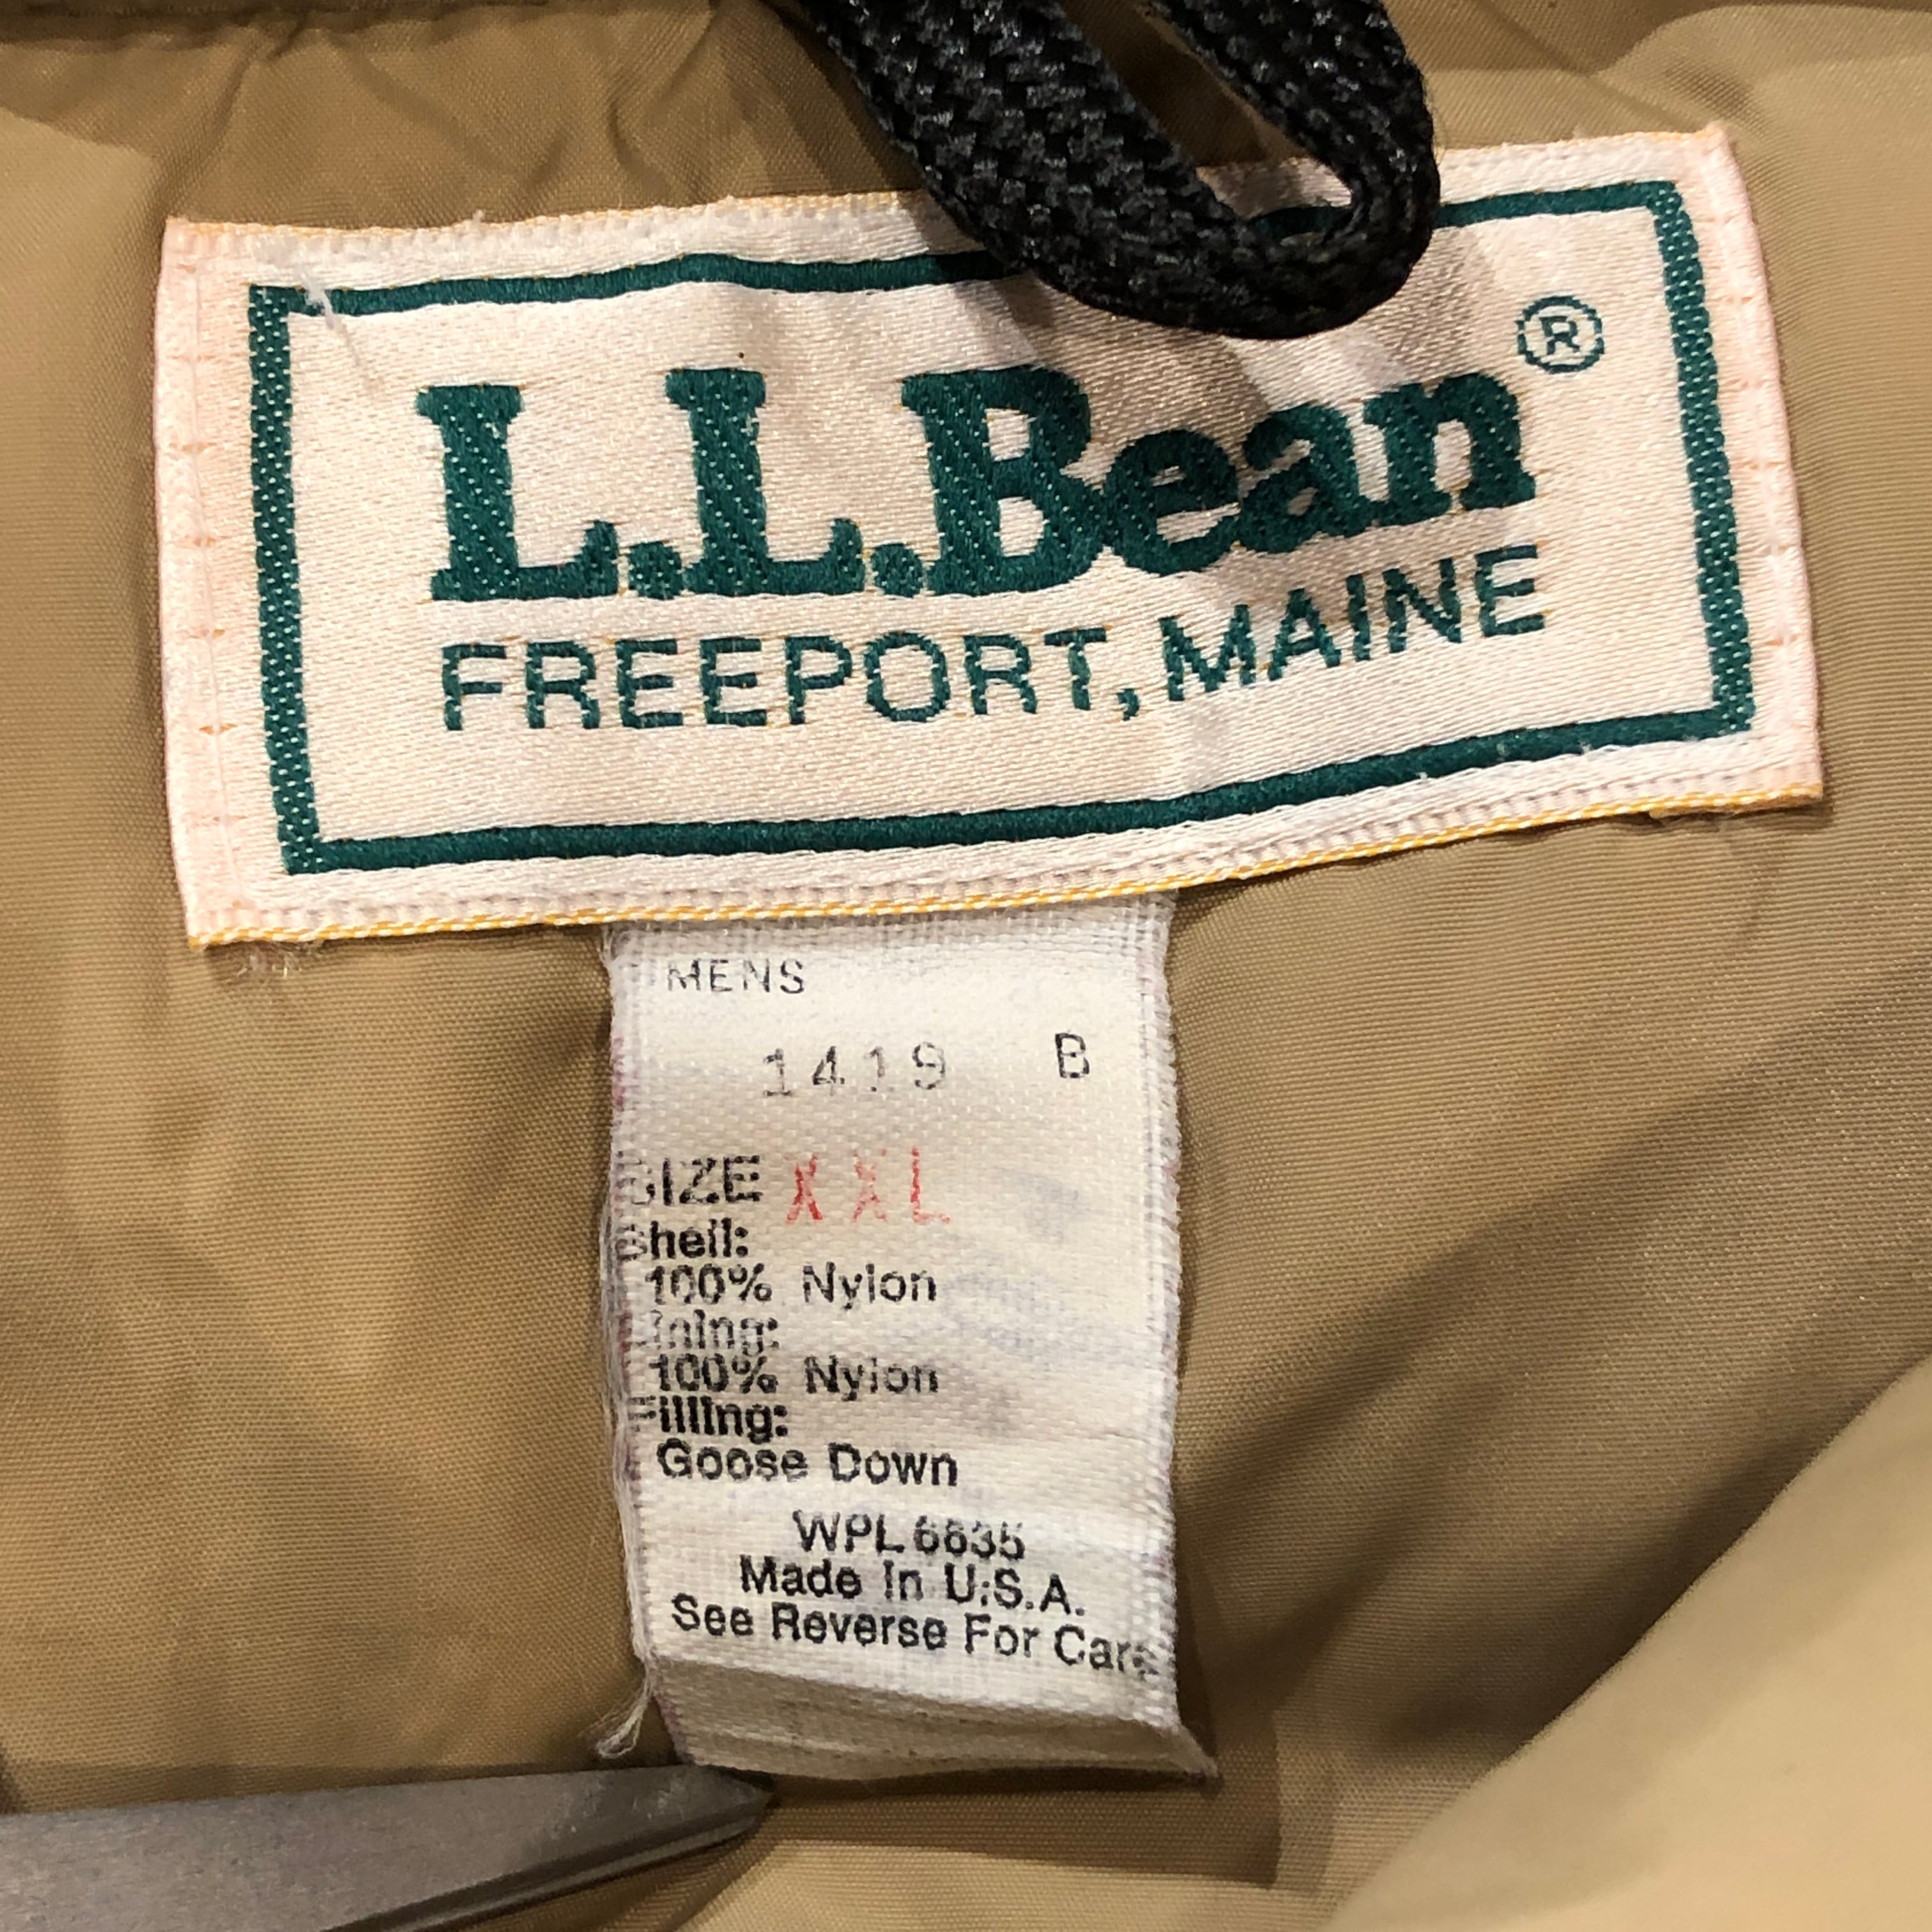 L.L.Bean®
FREEPORT, MAINE
MENS
1419 B
SIZE XXL
Shell:
100% Nylon
Lining:
100% Nylon
Filling:
Goose Down
WPL 6635
Made In U.S.A.
See Reverse For Care